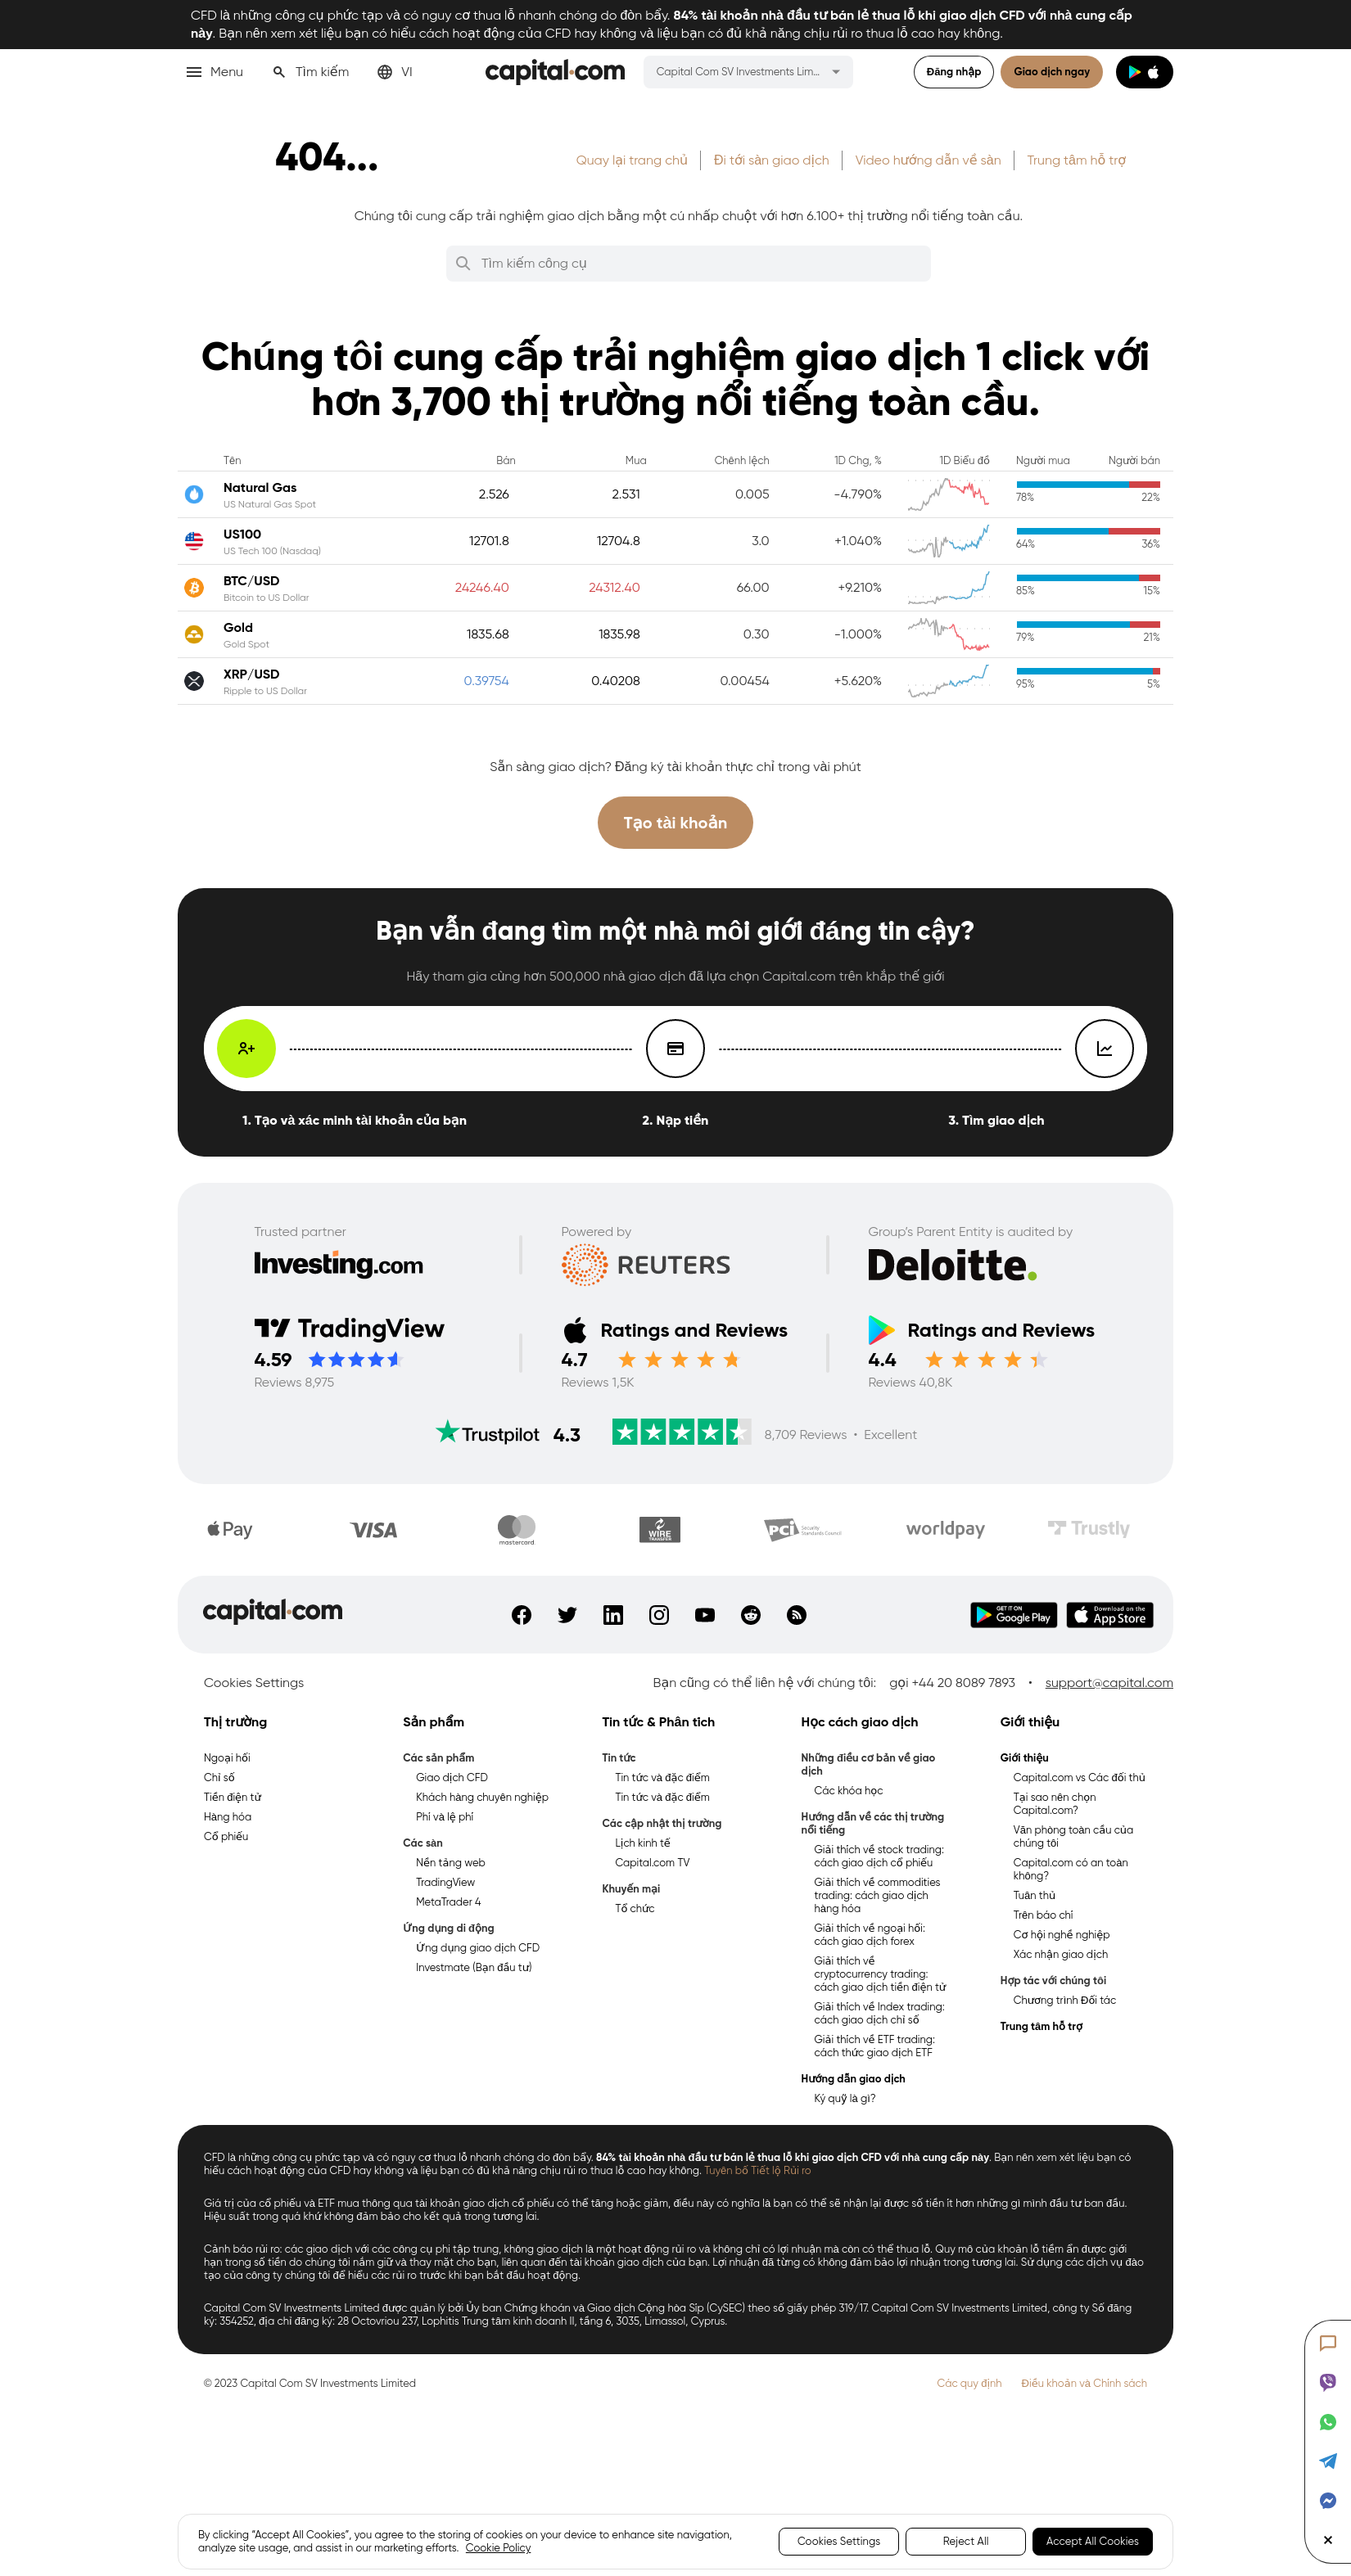 CFD là những công cụ phức tạp và có nguy cơ thua lỗ nhanh chóng do đòn bẩy. 84% tài khoản nhà đầu tư bán lẻ thua lỗ khi giao dịch CFD với nhà cung cấp
này. Bạn nên xem xét liệu bạn có hiểu cách hoạt động của CFD hay không và liệu bạn có đủ khả năng chịu rủi ro thua lỗ cao hay không.
Menu Tìm kiếm VI capital.com Capital Com SV Investments Lim... Đăng nhập Giao dịch ngay
404... Quay lại trang chủ Đi tới sàn giao dịch Video hướng dẫn về sàn Trung tâm hỗ trợ
Chúng tôi cung cấp trải nghiệm giao dịch bằng một cú nhấp chuột với hơn 6.100+ thị trường nổi tiếng toàn cầu.
Tìm kiếm công cụ
Chúng tôi cung cấp trải nghiệm giao dịch 1 click với
hơn 3,700 thị trường nổi tiếng toàn cầu.
Tên Bán Mua Chênh lệch 1D Chg, % 1D Biểu đồ Người mua Người bán
Natural Gas 2.526 2.531 0.005 -4.790%
US Natural Gas Spot 78% 22%
US100 12701.8 12704.8 3.0 +1.040%
US Tech 100 (Nasdaq) 64% 36%
BTC/USD 24246.40 24312.40 66.00 +9.210%
Bitcoin to US Dollar 85% 15%
Gold 1835.68 1835.98 0.30 -1.000%
Gold Spot 79% 21%
XRP/USD 0.39754 0.40208 0.00454 +5.620%
Ripple to US Dollar 95% 5%
Sẵn sàng giao dịch? Đăng ký tài khoản thực chỉ trong vài phút
Tạo tài khoản
Bạn vẫn đang tìm một nhà môi giới đáng tin cậy?
Hãy tham gia cùng hơn 500,000 nhà giao dịch đã lựa chọn Capital.com trên khắp thế giới
1. Tạo và xác minh tài khoản của bạn 2. Nạp tiền 3. Tìm giao dịch
Trusted partner Powered by Group's Parent Entity is audited by
Investing.com REUTERS Deloitte.
TradingView Ratings and Reviews Ratings and Reviews
4.59 4.7 4.4
Reviews 8,975 Reviews 1,5K Reviews 40,8K
Trustpilot 4.3 8,709 Reviews • Excellent
Pay VISA mastercard WIRE TRANSFER PCi Security Standards Council worldpay Trustly
capital.com GET IT ON Google Play Download on the App Store
Cookies Settings Bạn cũng có thể liên hệ với chúng tôi: gọi +44 20 8089 7893 • support@capital.com
Thị trường
Ngoại hối
Chỉ số
Tiền điện tử
Hàng hóa
Cổ phiếu
Sản phẩm
Các sản phẩm
Giao dịch CFD
Khách hàng chuyên nghiệp
Phí và lệ phí
Các sàn
Nền tảng web
TradingView
MetaTrader 4
Ứng dụng di động
Ứng dụng giao dịch CFD
Investmate (Bạn đầu tư)
Tin tức & Phân tích
Tin tức
Tin tức và đặc điểm
Tin tức và đặc điểm
Các cập nhật thị trường
Lịch kinh tế
Capital.com TV
Khuyến mại
Tổ chức
Học cách giao dịch
Những điều cơ bản về giao
dịch
Các khóa học
Hướng dẫn về các thị trường
nổi tiếng
Giải thích về stock trading:
cách giao dịch cổ phiếu
Giải thích về commodities
trading: cách giao dịch
hàng hóa
Giải thích về ngoại hối:
cách giao dịch forex
Giải thích về
cryptocurrency trading:
cách giao dịch tiền điện tử
Giải thích về Index trading:
cách giao dịch chỉ số
Giải thích về ETF trading:
cách thức giao dịch ETF
Hướng dẫn giao dịch
Ký quỹ là gì?
Giới thiệu
Giới thiệu
Capital.com vs Các đối thủ
Tại sao nên chọn
Capital.com?
Văn phòng toàn cầu của
chúng tôi
Capital.com có an toàn
không?
Tuân thủ
Trên báo chí
Cơ hội nghề nghiệp
Xác nhận giao dịch
Hợp tác với chúng tôi
Chương trình Đối tác
Trung tâm hỗ trợ
CFD là những công cụ phức tạp và có nguy cơ thua lỗ nhanh chóng do đòn bẩy. 84% tài khoản nhà đầu tư bán lẻ thua lỗ khi giao dịch CFD với nhà cung cấp này. Bạn nên xem xét liệu bạn có
hiểu cách hoạt động của CFD hay không và liệu bạn có đủ khả năng chịu rủi ro thua lỗ cao hay không. Tuyên bố Tiết lộ Rủi ro
Giá trị của cổ phiếu và ETF mua thông qua tài khoản giao dịch cổ phiếu có thể tăng hoặc giảm, điều này có nghĩa là bạn có thể sẽ nhận lại được số tiền ít hơn những gì mình đầu tư ban đầu.
Hiệu suất trong quá khứ không đảm bảo cho kết quả trong tương lai.
Cảnh báo rủi ro: các giao dịch với các công cụ phi tập trung, không giao dịch là một hoạt động rủi ro và không chỉ có lợi nhuận mà còn có thể thua lỗ. Quy mô của khoản lỗ tiềm ẩn được giới
hạn trong số tiền do chúng tôi nắm giữ và thay mặt cho bạn, liên quan đến tài khoản giao dịch của bạn. Lợi nhuận đã từng có không đảm bảo lợi nhuận trong tương lai. Sử dụng các dịch vụ đào
tạo của công ty chúng tôi để hiểu các rủi ro trước khi bạn bắt đầu hoạt động.
Capital Com SV Investments Limited được quản lý bởi Ủy ban Chứng khoán và Giao dịch Cộng hòa Síp (CySEC) theo số giấy phép 319/17. Capital Com SV Investments Limited, công ty Số đăng
ký: 354252, địa chỉ đăng ký: 28 Octovriou 237, Lophitis Trung tâm kinh doanh II, tầng 6, 3035, Limassol, Cyprus.
© 2023 Capital Com SV Investments Limited Các quy định Điều khoản và Chính sách
By clicking "Accept All Cookies", you agree to the storing of cookies on your device to enhance site navigation,
analyze site usage, and assist in our marketing efforts. Cookie Policy
Cookies Settings Reject All Accept All Cookies